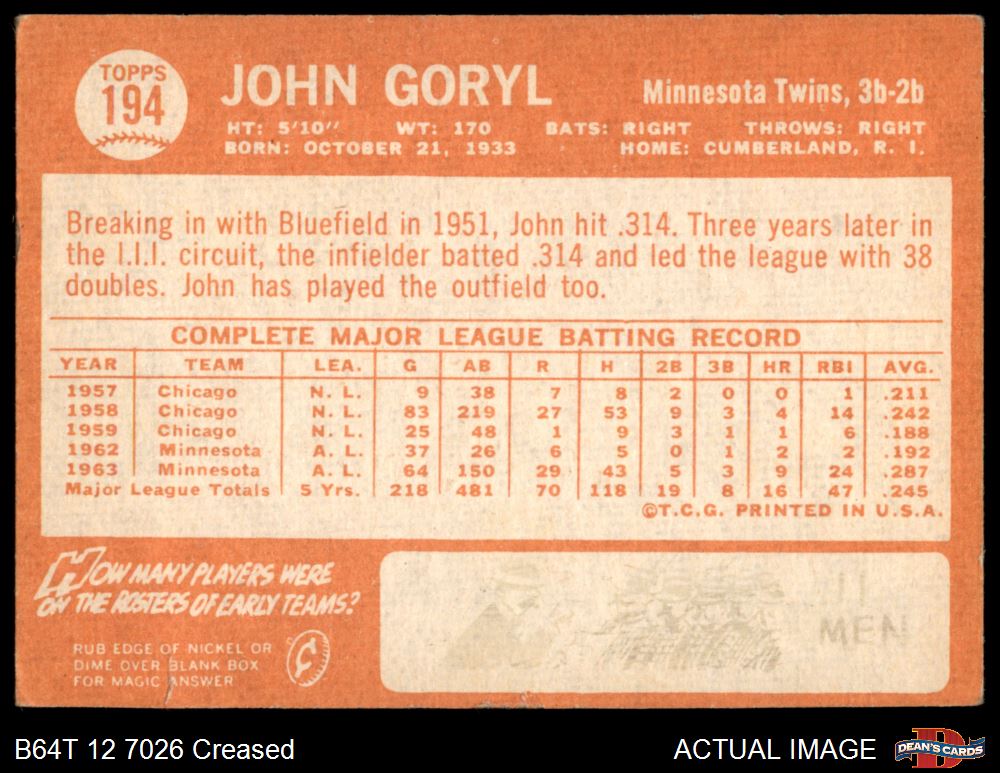 TOPPS
194
JOHN GORYL
Minnesota Twins, 3b-2b
HT: 5'10" WT: 170 BATS: RIGHT THROWS: RIGHT
BORN: OCTOBER 21, 1933 HOME: CUMBERLAND, R. I.
Breaking in with Bluefield in 1951, John hit .314. Three years later in
the I.I.I. circuit, the infielder batted .314 and led the league with 38
doubles. John has played the outfield too.
COMPLETE MAJOR LEAGUE BATTING RECORD
YEAR TEAM LEA. G AB R H 2B 3B HR RBI AVG.
1957 Chicago N. L. 9 38 7 8 2 0 0 1 .211
1958 Chicago N. L. 83 219 27 53 9 3 4 14 .242
1959 Chicago N. L. 25 48 1 9 3 1 1 6 .188
1962 Minnesota A. L. 37 26 6 5 0 1 2 2 .192
1963 Minnesota A. L. 64 150 29 43 5 3 9 24 .287
Major League Totals 5 Yrs. 218 481 70 118 19 8 16 47 .245
©T.C.G. PRINTED IN U.S.A.
HOW MANY PLAYERS WERE
ON THE ROSTERS OF EARLY TEAMS?
RUB EDGE OF NICKEL OR
DIME OVER BLANK BOX
FOR MAGIC ANSWER
11
MEN
B64T 12 7026 Creased
ACTUAL IMAGE
D
DEAN'S CARDS